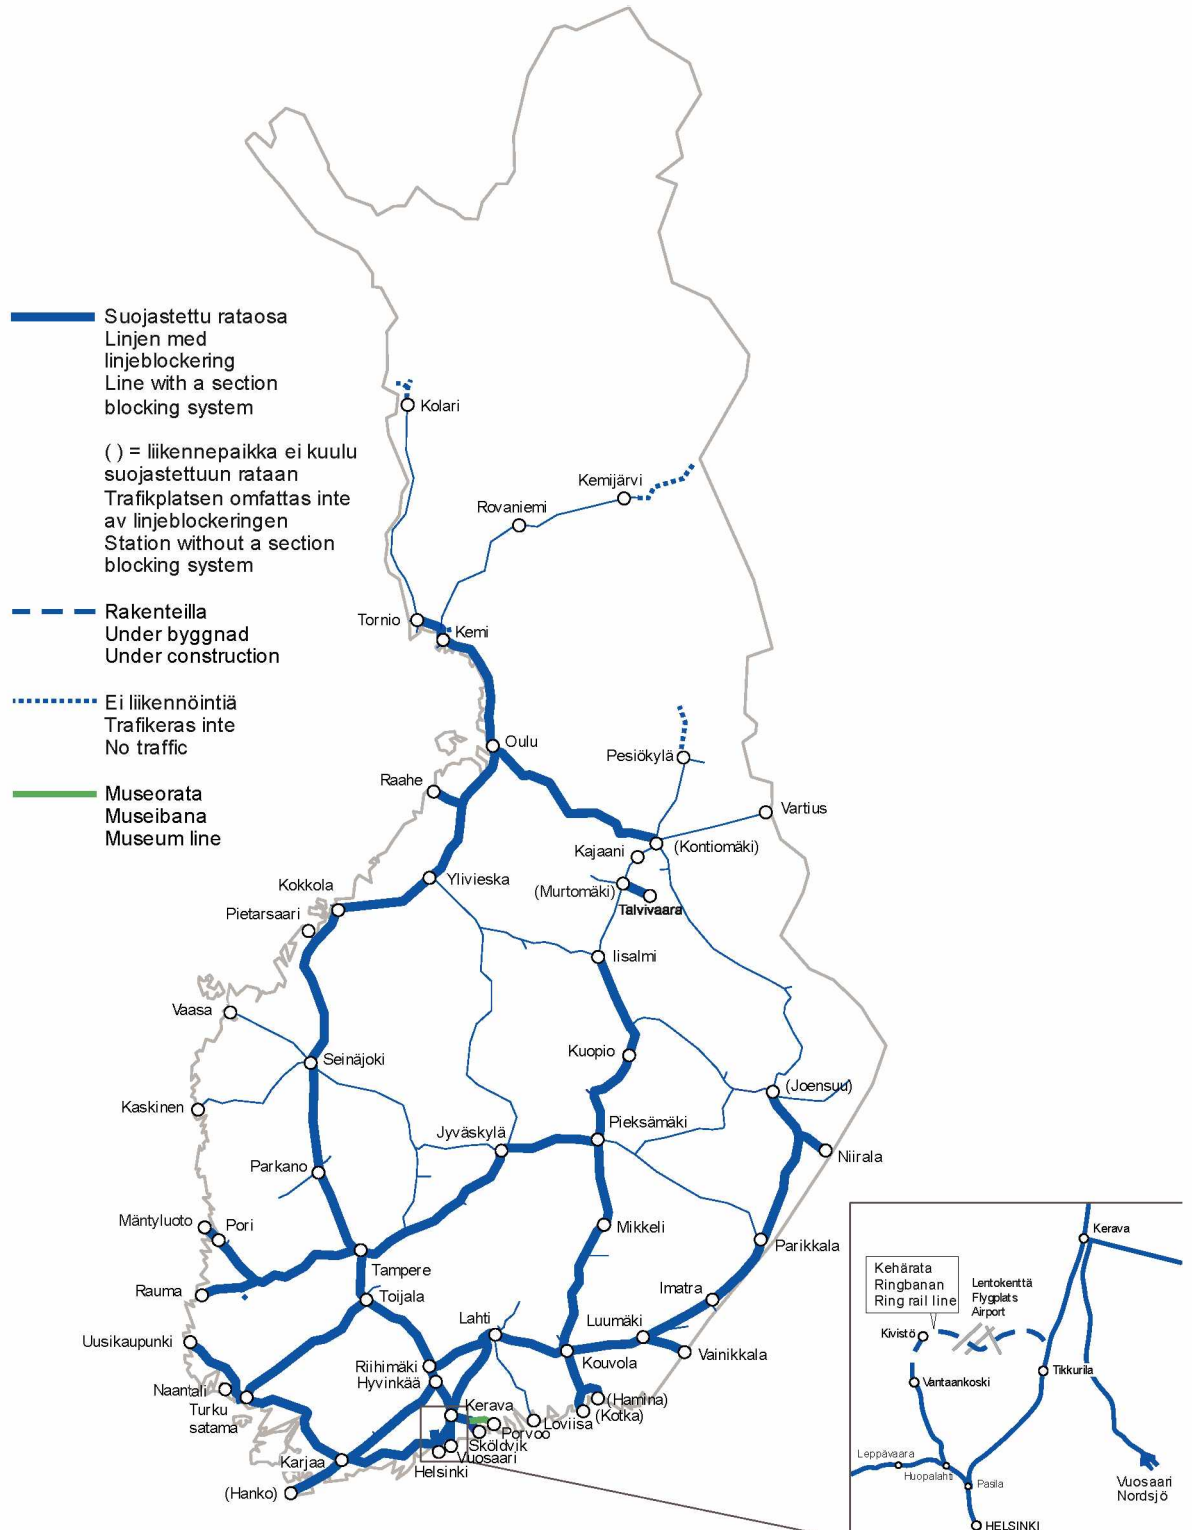 Suojastettu rataosa
Linjen med
linjeblockering
Line with a section
blocking system
( ) = liikennepaikka ei kuulu
suojastettuun rataan
Trafikplatsen omfattas inte
av linjeblockeringen
Station without a section
blocking system
Rakenteilla
Under byggnad
Under construction
Ei liikennöintiä
Trafikeras inte
No traffic
Museorata
Museibana
Museum line
Kolari
Kemijärvi
Rovaniemi
Tornio
Kemi
Oulu
Pesiökylä
Raahe
Vartius
(Kontiomäki)
Kajaani
Ylivieska
Kokkola
(Murtomäki)
Talvivaara
Pietarsaari
Iisalmi
Vaasa
Kuopio
Seinäjoki
(Joensuu)
Kaskinen
Pieksämäki
Jyväskylä
Niirala
Parkano
Mäntyluoto
Pori
Mikkeli
Parikkala
Tampere
Rauma
Imatra
Toijala
Lahti
Luumäki
Uusikaupunki
Vainikkala
Kouvola
Riihimäki
Hyvinkää
Naantali
(Hamina)
Turku
satama
Kerava
(Kotka)
Loviisa
Porvoo
Sköldvik
Vuosaari
Karjaa
Helsinki
(Hanko)
Kerava
Kehärata
Ringbanan
Ring rail line
Lentokenttä
Flygplats
Airport
Kivistö
Tikkurila
Vantaankoski
Leppävaara
Huopalahti
Pasila
Vuosaari
Nordsjö
HELSINKI